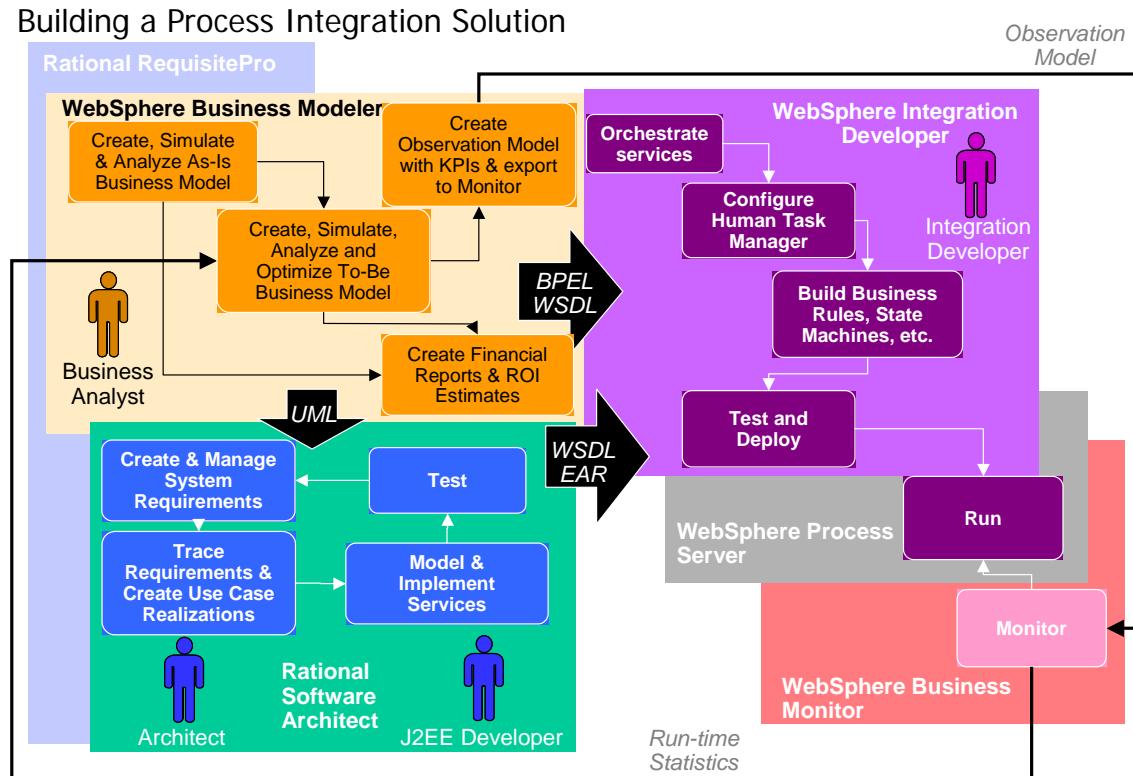 Building a Process Integration Solution
Observation
Model
Rational RequisitePro
WebSphere Business Modeler
Create, Simulate
& Analyze As-Is
Business Model
Create
Observation Model
with KPIs & export
to Monitor
Create, Simulate,
Analyze and
Optimize To-Be
Business Model
Business
Analyst
Create Financial
Reports & ROI
Estimates
BPEL
WSDL
UML
WSDL
EAR
WebSphere Integration
Developer
Orchestrate
services
Configure
Human Task
Manager
Integration
Developer
Build Business
Rules, State
Machines, etc.
Test and
Deploy
Create & Manage
System
Requirements
Test
Trace
Requirements &
Create Use Case
Realizations
Model &
Implement
Services
Architect
Rational
Software
Architect
J2EE Developer
WebSphere Process
Server
Run
Monitor
WebSphere Business
Monitor
Run-time
Statistics